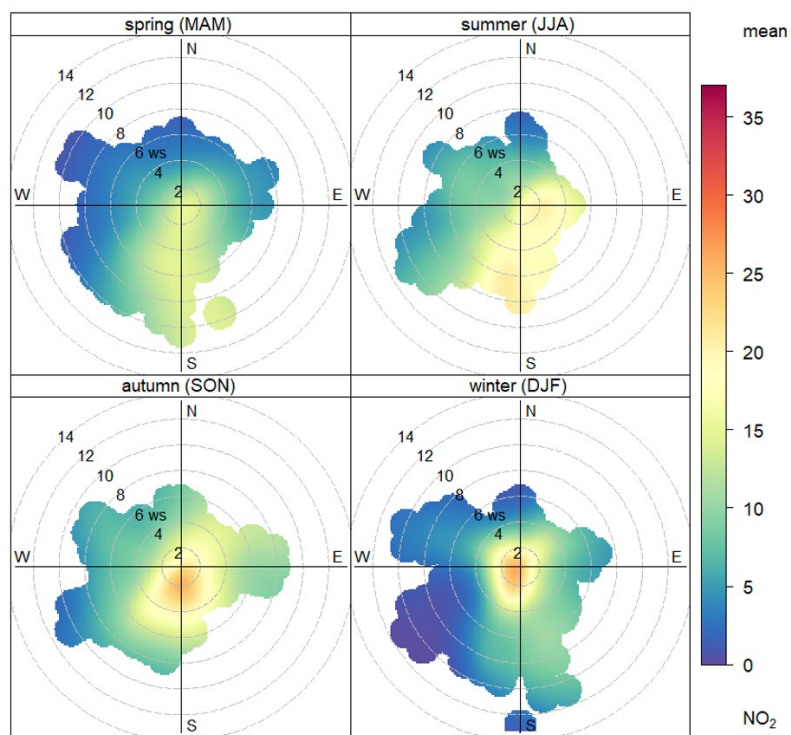 spring (MAM)
N
14
12
10
8
6 ws
4
2
W
E
S
summer (JJA)
N
14
12
10
8
6 ws
4
2
W
E
S
autumn (SON)
N
14
12
10
8
6 ws
4
2
W
E
S
winter (DJF)
N
14
12
10
8
6 ws
4
2
W
E
S
mean
35
30
25
20
15
10
5
0
NO₂